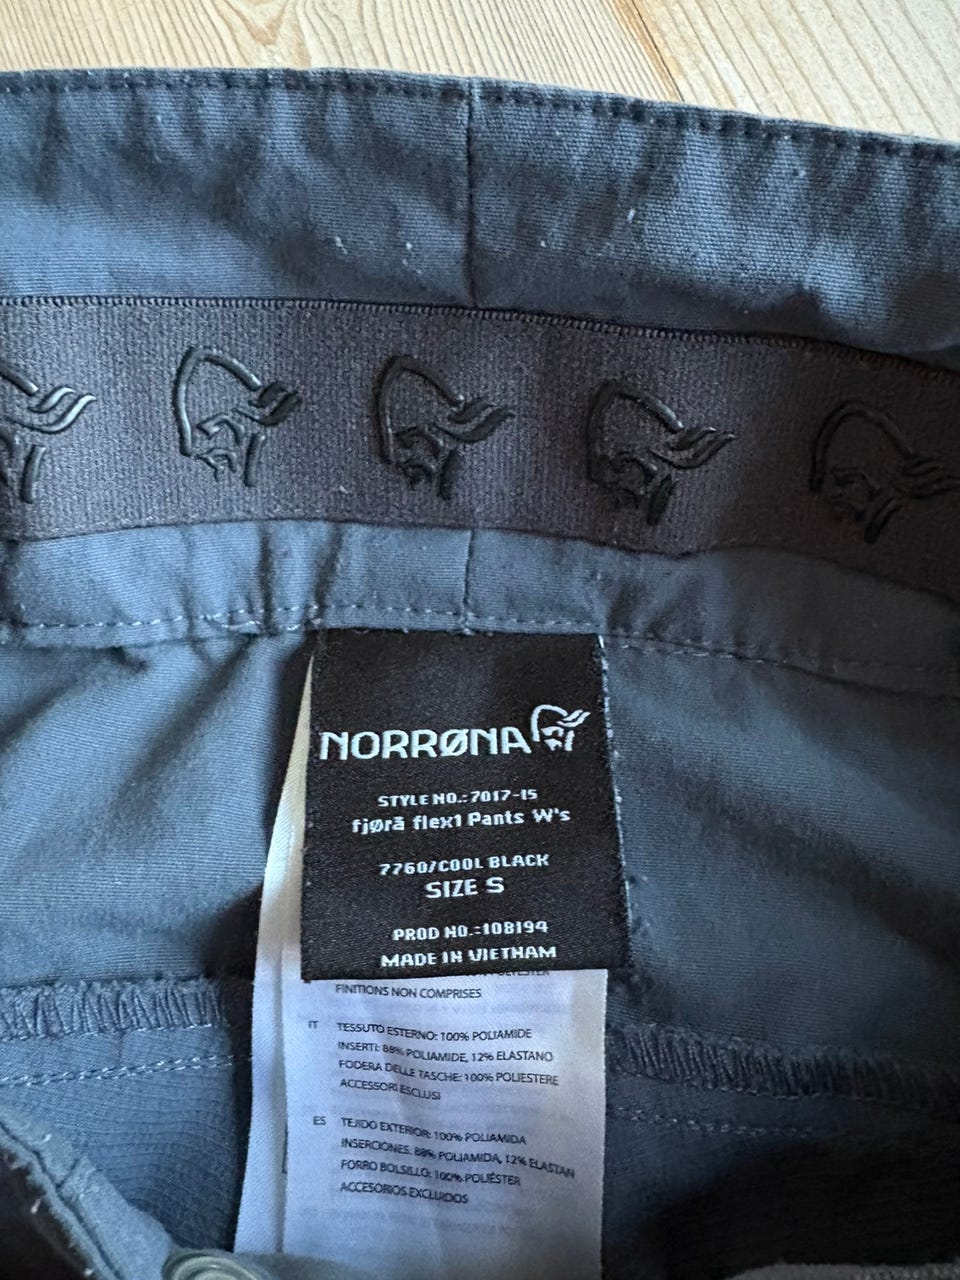 NORRØNA
STYLE NO.:7017-15
fjørå flex1 Pants W's
7760/COOL BLACK
SIZE S
PROD NO.:108194
MADE IN VIETNAM
FINITIONS NON COMPRISES
IT TESSUTO ESTERNO: 100% POLIAMIDE
INSERTI: 88% POLIAMIDE, 12% ELASTANO
FODERA DELLE TASCHE: 100% POLIESTERE
ACCESSORI ESCLUSI
ES TEJIDO EXTERIOR: 100% POLIAMIDA
INSERCIONES: 88% POLIAMIDA, 12% ELASTAN
FORRO BOLSILLO: 100% POLIÉSTER
ACCESORIOS EXCLUIDOS